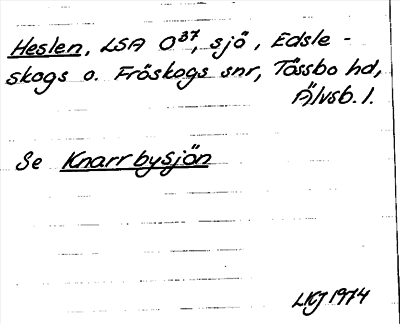 Heslen, LSA O³⁷, sjö, Edsle-
skogs o. Fröskogs snr, Tössbo hd,
Älvsb. l.
Se Knarrbysjön
LKJ 1974